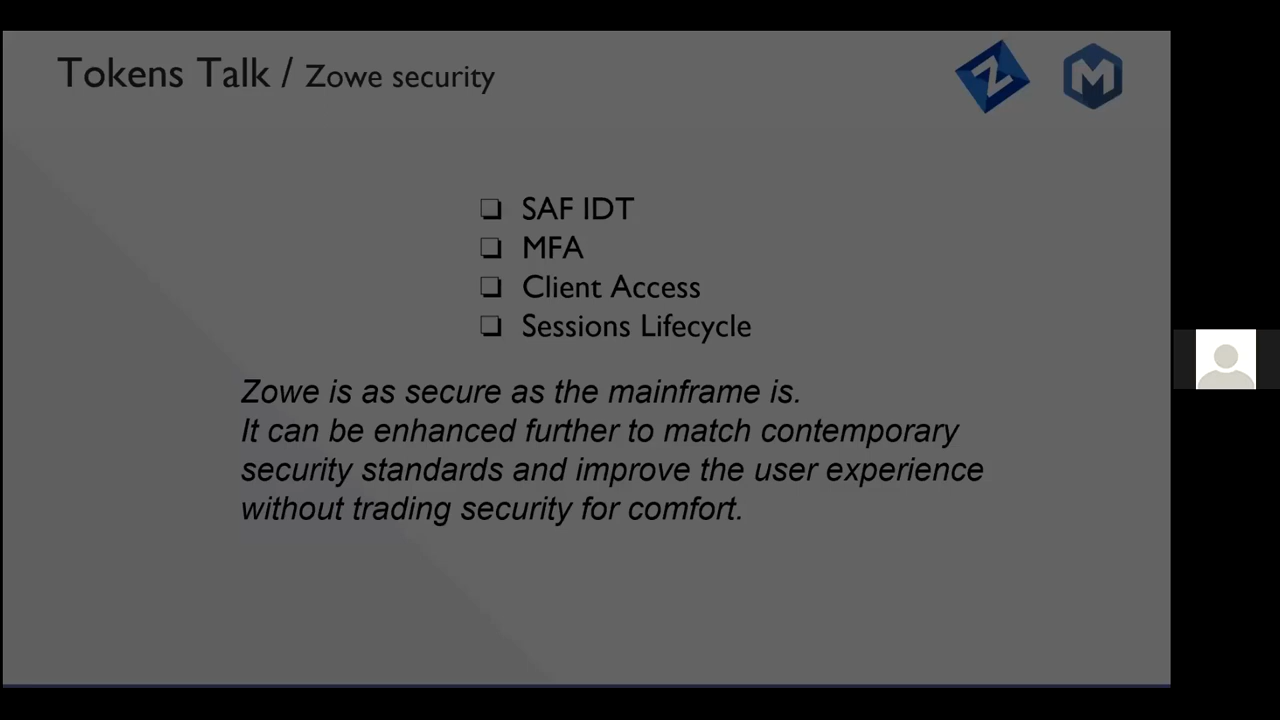 Tokens Talk / Zowe security
❏ SAF IDT
❏ MFA
❏ Client Access
❏ Sessions Lifecycle
Zowe is as secure as the mainframe is.
It can be enhanced further to match contemporary
security standards and improve the user experience
without trading security for comfort.